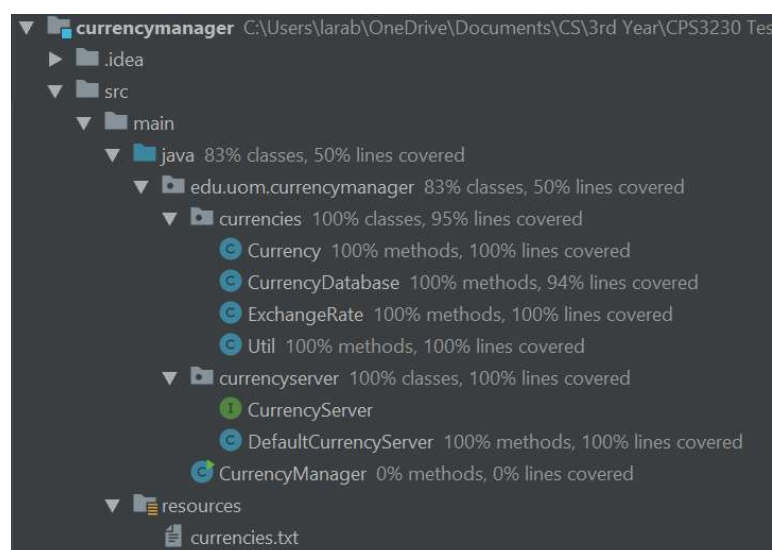 currencymanager C:\Users\larab\OneDrive\Documents\CS\3rd Year\CPS3230 Tes
.idea
src
main
java 83% classes, 50% lines covered
edu.uom.currencymanager 83% classes, 50% lines covered
currencies 100% classes, 95% lines covered
C Currency 100% methods, 100% lines covered
C CurrencyDatabase 100% methods, 94% lines covered
C ExchangeRate 100% methods, 100% lines covered
C Util 100% methods, 100% lines covered
currencyserver 100% classes, 100% lines covered
I CurrencyServer
C DefaultCurrencyServer 100% methods, 100% lines covered
C CurrencyManager 0% methods, 0% lines covered
resources
currencies.txt